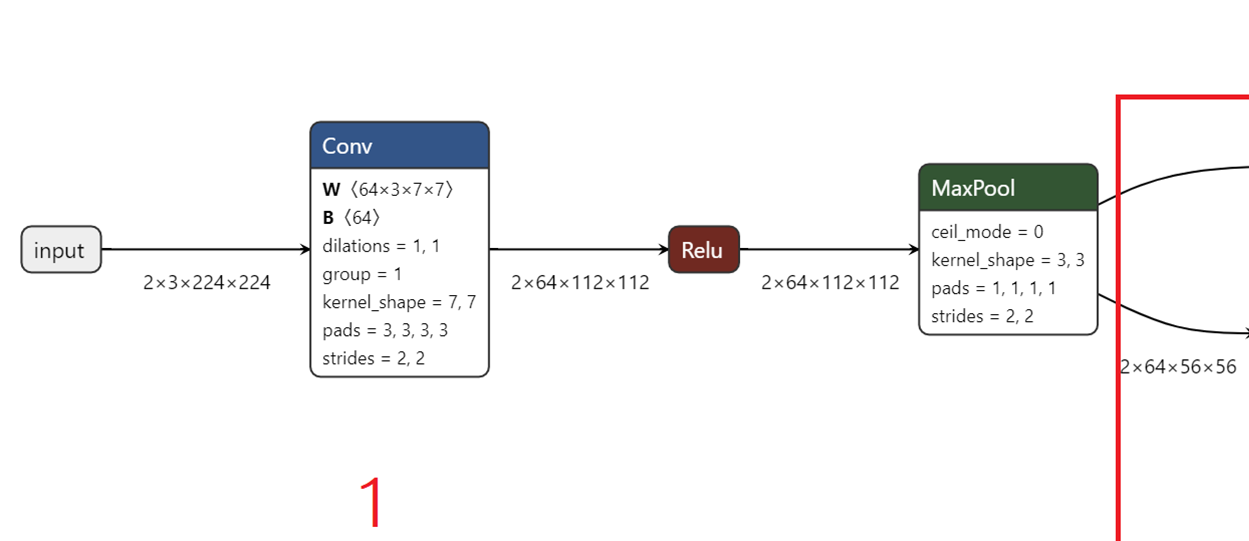 input
2×3×224×224
Conv
W ⟨64×3×7×7⟩
B ⟨64⟩
dilations = 1, 1
group = 1
kernel_shape = 7, 7
pads = 3, 3, 3, 3
strides = 2, 2
2×64×112×112
Relu
2×64×112×112
MaxPool
ceil_mode = 0
kernel_shape = 3, 3
pads = 1, 1, 1, 1
strides = 2, 2
2×64×56×56
1